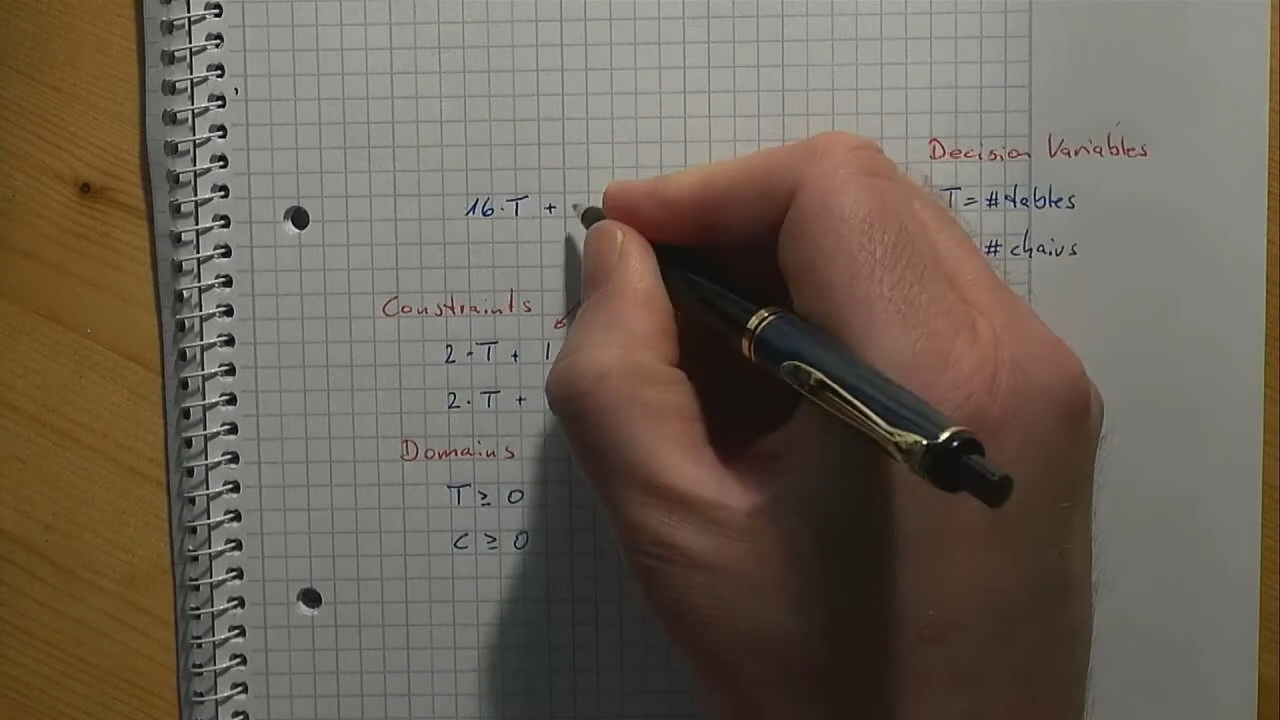 Decision Variables
T = #tables
# chairs
16·T +
Constraints
2·T + 1
2·T +
Domains
T ≥ 0
C ≥ 0